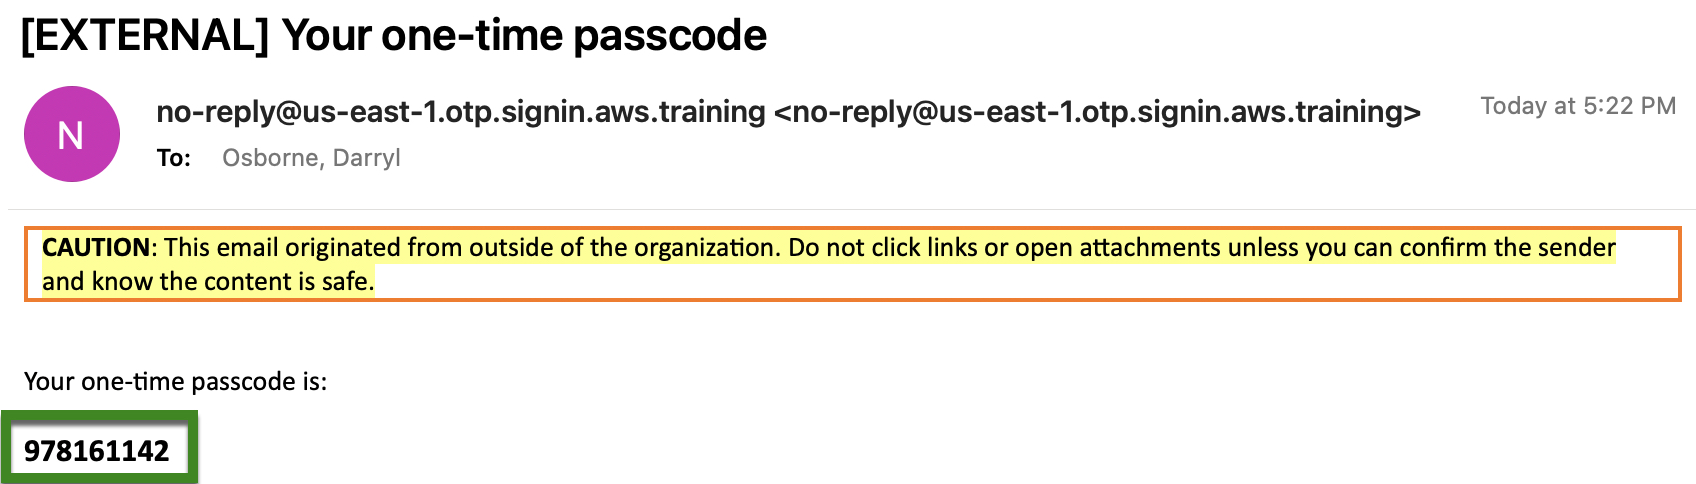 [EXTERNAL] Your one-time passcode
N
no-reply@us-east-1.otp.signin.aws.training <no-reply@us-east-1.otp.signin.aws.training>
Today at 5:22 PM
To: Osborne, Darryl
CAUTION: This email originated from outside of the organization. Do not click links or open attachments unless you can confirm the sender
and know the content is safe.
Your one-time passcode is:
978161142